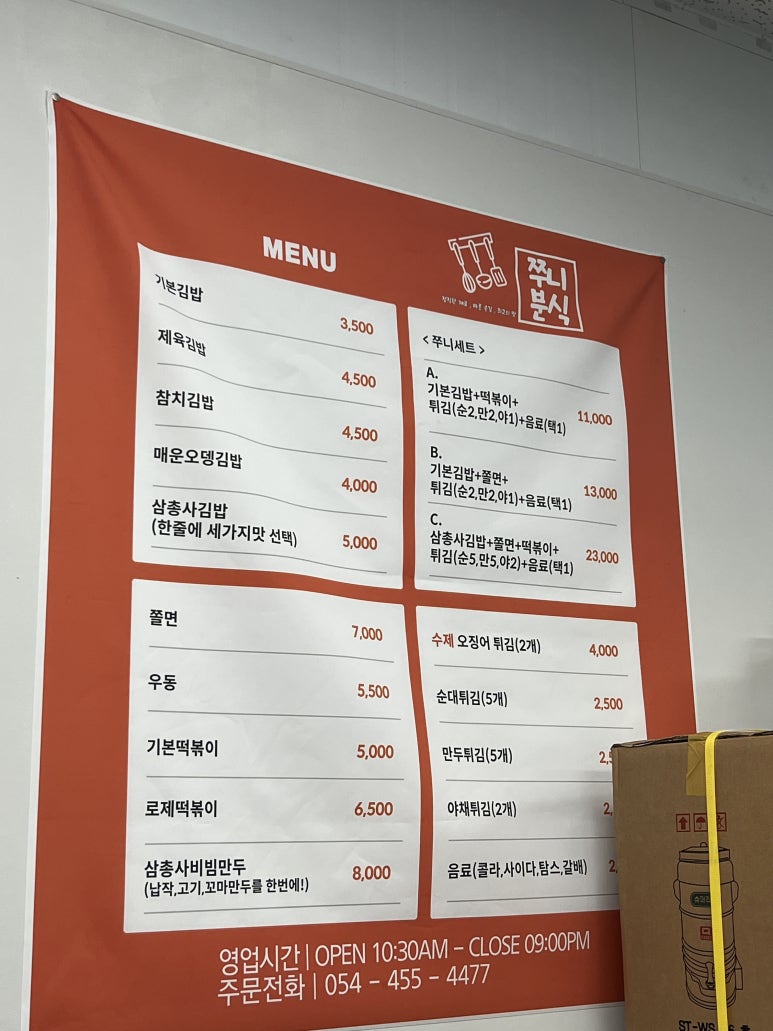 MENU
쭈니
분식
기본김밥
3,500
제육김밥
4,500
참치김밥
4,500
매운오뎅김밥
4,000
삼총사김밥
(한줄에 세가지맛 선택)
5,000
<쭈니세트>
A.
기본김밥+떡볶이+
튀김(순2,만2,야1)+음료(택1)
11,000
B.
기본김밥+쫄면+
튀김(순2,만2,야1)+음료(택1)
13,000
C.
삼총사김밥+쫄면+떡볶이+
튀김(순5,만5,야2)+음료(택1)
23,000
쫄면
7,000
우동
5,500
기본떡볶이
5,000
로제떡볶이
6,500
삼총사비빔만두
(납작,고기,꼬마만두를 한번에!)
8,000
수제 오징어 튀김(2개)
4,000
순대튀김(5개)
2,500
만두튀김(5개)
야채튀김(2개)
음료(콜라,사이다,탐스,갈배)
영업시간 | OPEN 10:30AM - CLOSE 09:00PM
주문전화 | 054 - 455 - 4477